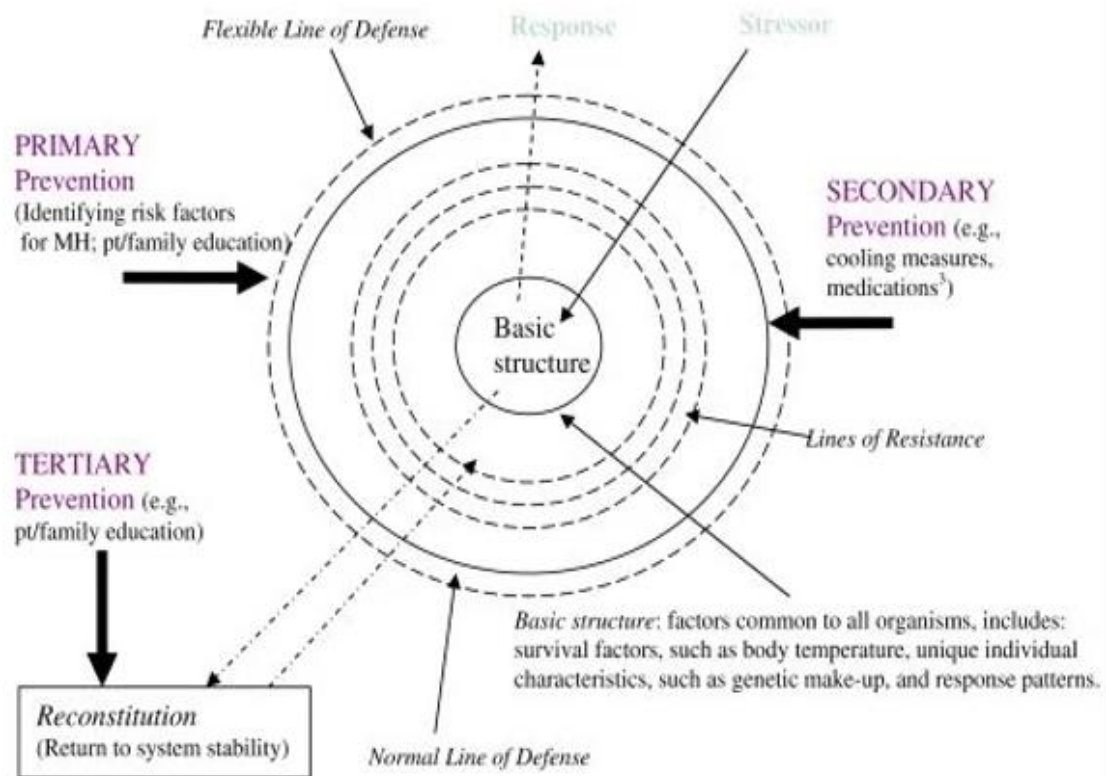 Flexible Line of Defense
Response
Stressor
PRIMARY
Prevention
(Identifying risk factors
for MH; pt/family education)
SECONDARY
Prevention (e.g.,
cooling measures,
medications³)
Basic
structure
Lines of Resistance
TERTIARY
Prevention (e.g.,
pt/family education)
Basic structure: factors common to all organisms, includes:
survival factors, such as body temperature, unique individual
characteristics, such as genetic make-up, and response patterns.
Reconstitution
(Return to system stability)
Normal Line of Defense